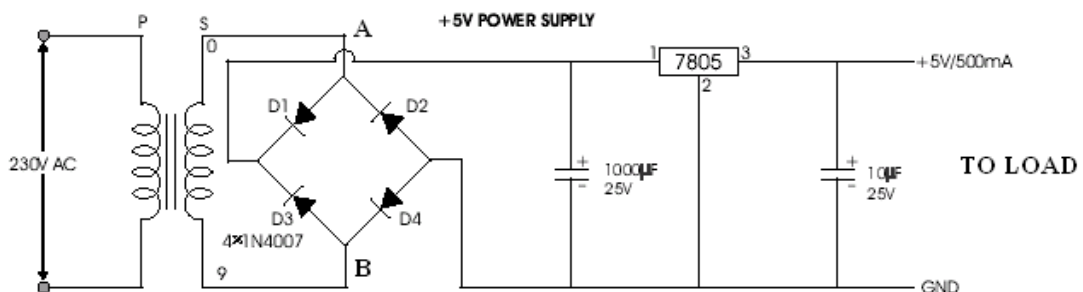 +5V POWER SUPPLY
P S
0
A
1 7805 3
2
+5V/500mA
D1 D2
230V AC
+
1000µF
-
25V
+
10µF
-
25V
TO LOAD
D3 D4
4×1N4007
9
B
GND